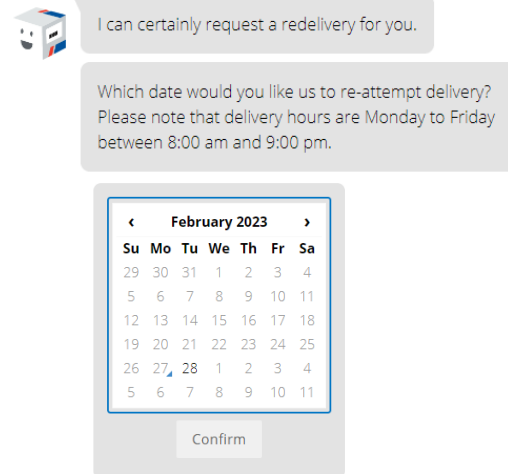 I can certainly request a redelivery for you.
Which date would you like us to re-attempt delivery?
Please note that delivery hours are Monday to Friday
between 8:00 am and 9:00 pm.
‹ February 2023 ›
Su Mo Tu We Th Fr Sa
29 30 31 1 2 3 4
5 6 7 8 9 10 11
12 13 14 15 16 17 18
19 20 21 22 23 24 25
26 27 28 1 2 3 4
5 6 7 8 9 10 11
Confirm